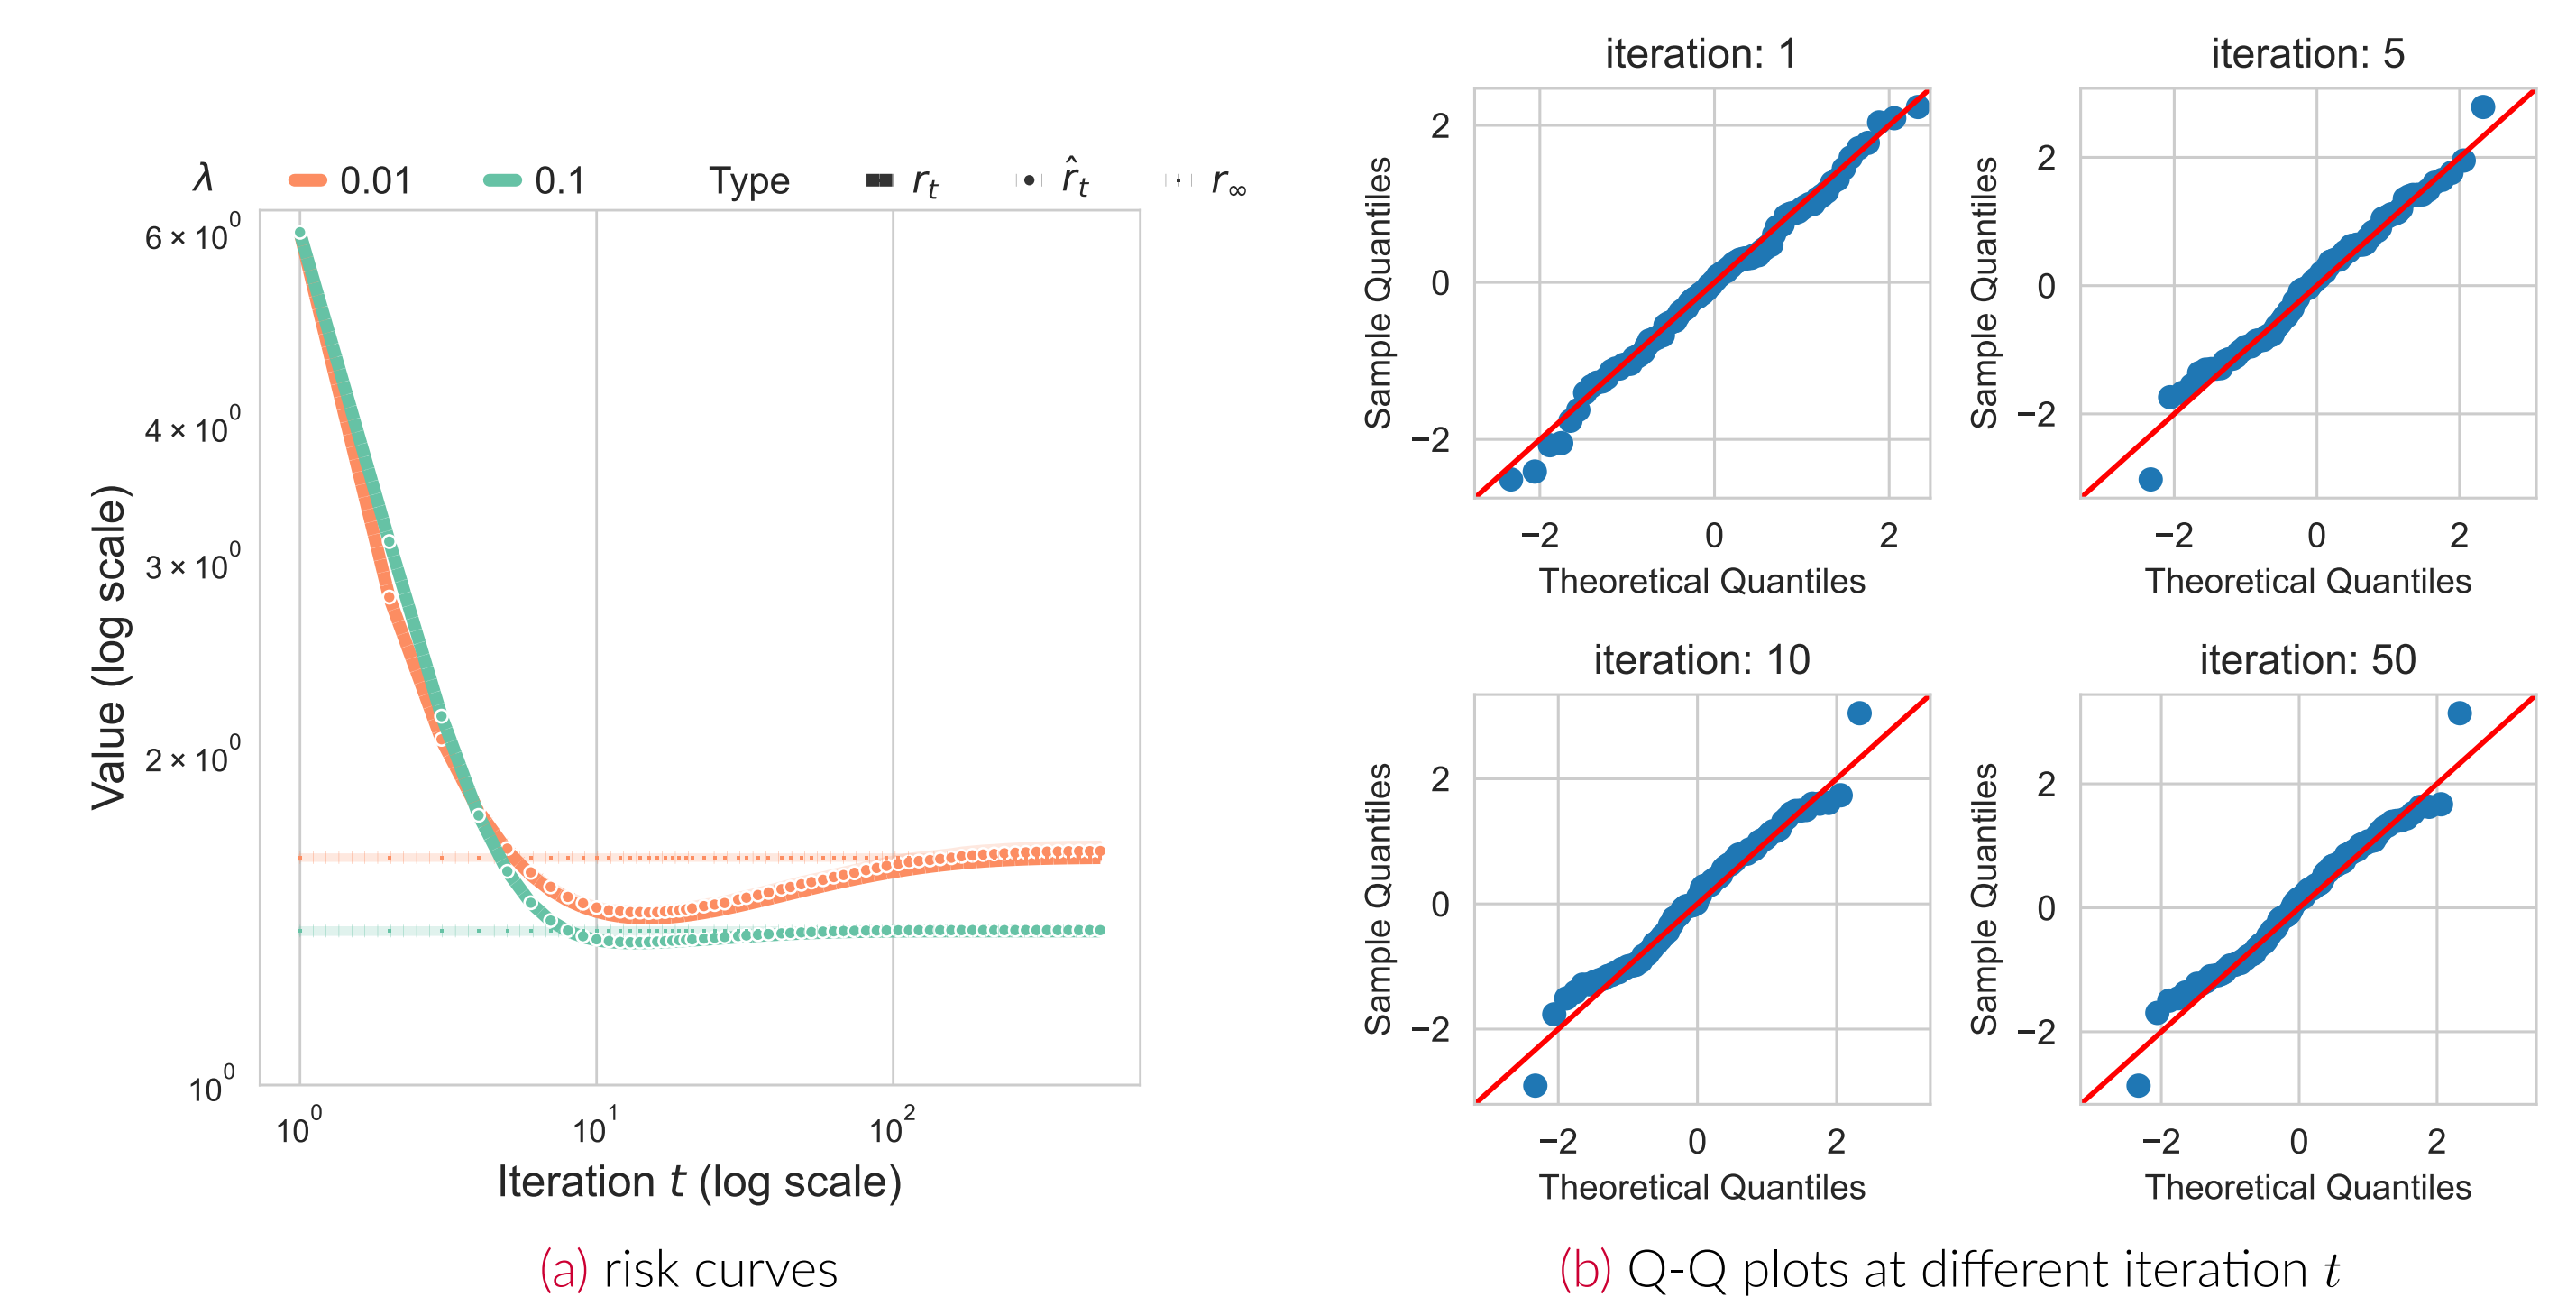 λ 0.01 0.1 Type r_t r̂_t r_∞
6 × 10^0
4 × 10^0
3 × 10^0
2 × 10^0
10^0
Value (log scale)
10^0 10^1 10^2
Iteration t (log scale)
(a) risk curves
iteration: 1
2
0
−2
Sample Quantiles
−2 0 2
Theoretical Quantiles
iteration: 5
2
0
−2
Sample Quantiles
−2 0 2
Theoretical Quantiles
iteration: 10
2
0
−2
Sample Quantiles
−2 0 2
Theoretical Quantiles
iteration: 50
2
0
−2
Sample Quantiles
−2 0 2
Theoretical Quantiles
(b) Q-Q plots at different iteration t